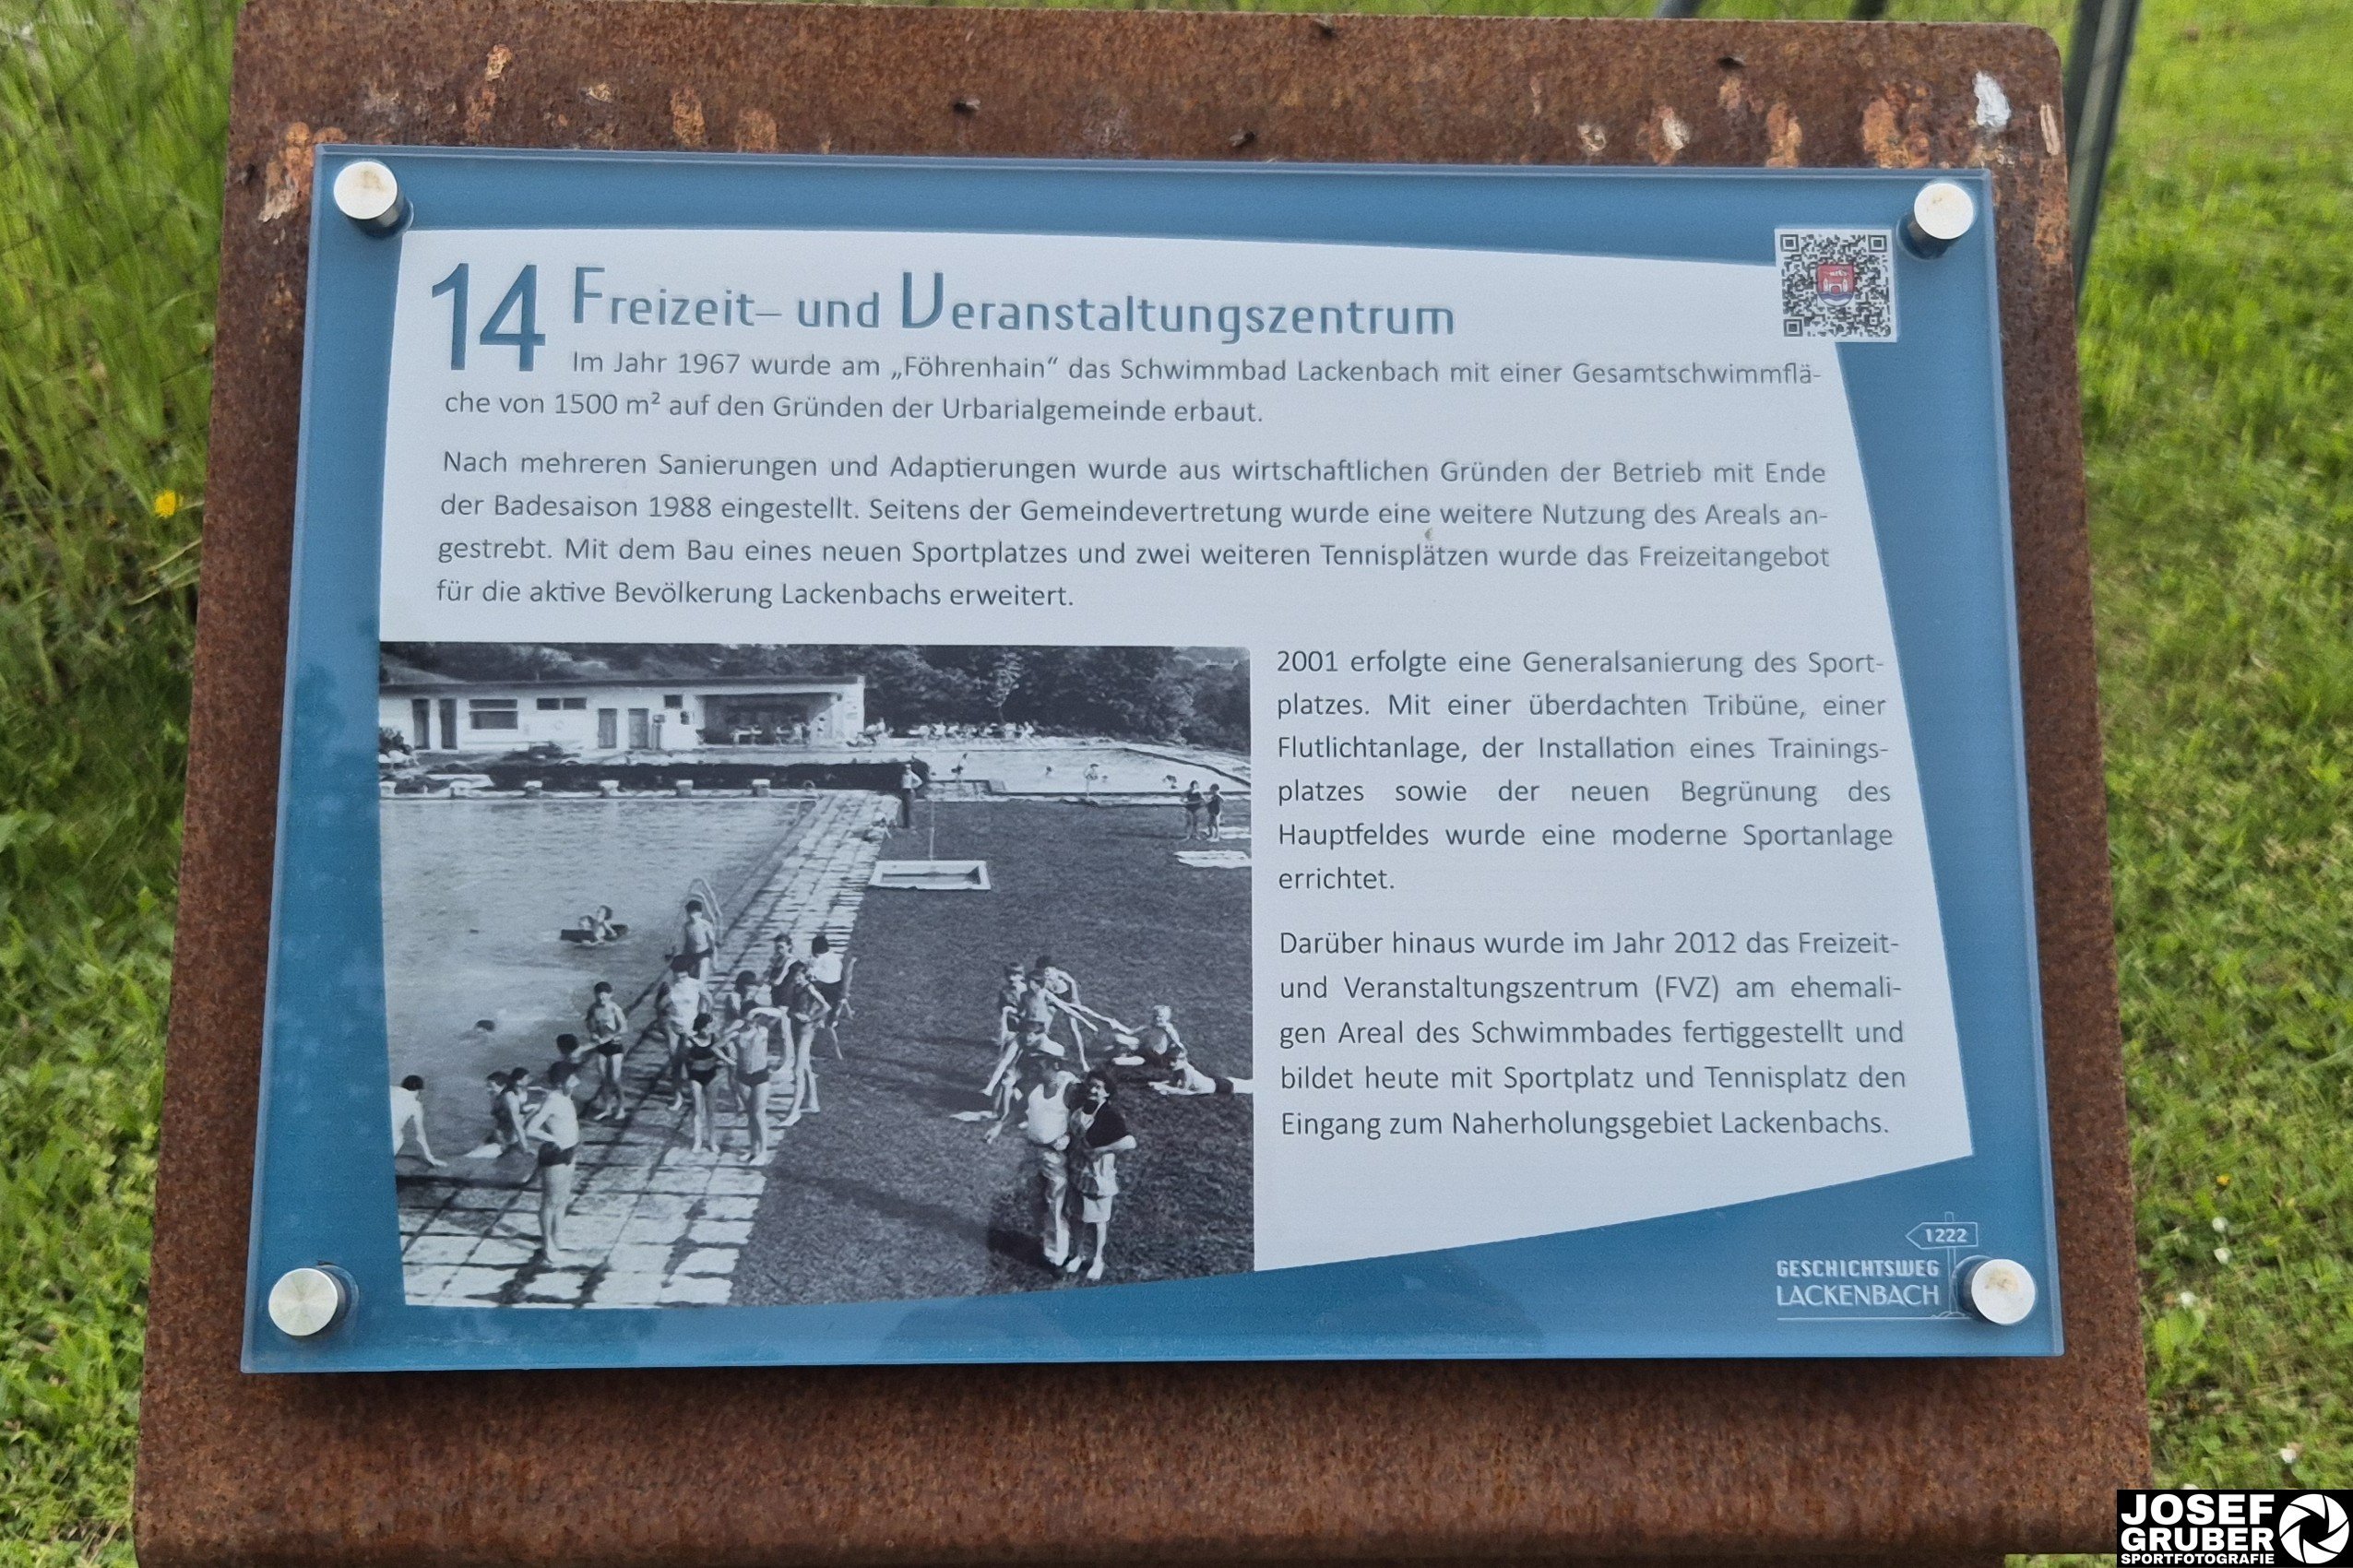 14 Freizeit– und Veranstaltungszentrum
Im Jahr 1967 wurde am „Föhrenhain“ das Schwimmbad Lackenbach mit einer Gesamtschwimmflä-
che von 1500 m² auf den Gründen der Urbarialgemeinde erbaut.
Nach mehreren Sanierungen und Adaptierungen wurde aus wirtschaftlichen Gründen der Betrieb mit Ende
der Badesaison 1988 eingestellt. Seitens der Gemeindevertretung wurde eine weitere Nutzung des Areals an-
gestrebt. Mit dem Bau eines neuen Sportplatzes und zwei weiteren Tennisplätzen wurde das Freizeitangebot
für die aktive Bevölkerung Lackenbachs erweitert.
2001 erfolgte eine Generalsanierung des Sport-
platzes. Mit einer überdachten Tribüne, einer
Flutlichtanlage, der Installation eines Trainings-
platzes sowie der neuen Begrünung des
Hauptfeldes wurde eine moderne Sportanlage
errichtet.
Darüber hinaus wurde im Jahr 2012 das Freizeit-
und Veranstaltungszentrum (FVZ) am ehemali-
gen Areal des Schwimmbades fertiggestellt und
bildet heute mit Sportplatz und Tennisplatz den
Eingang zum Naherholungsgebiet Lackenbachs.
1222
GESCHICHTSWEG
LACKENBACH
JOSEF
GRUBER
SPORTFOTOGRAFIE